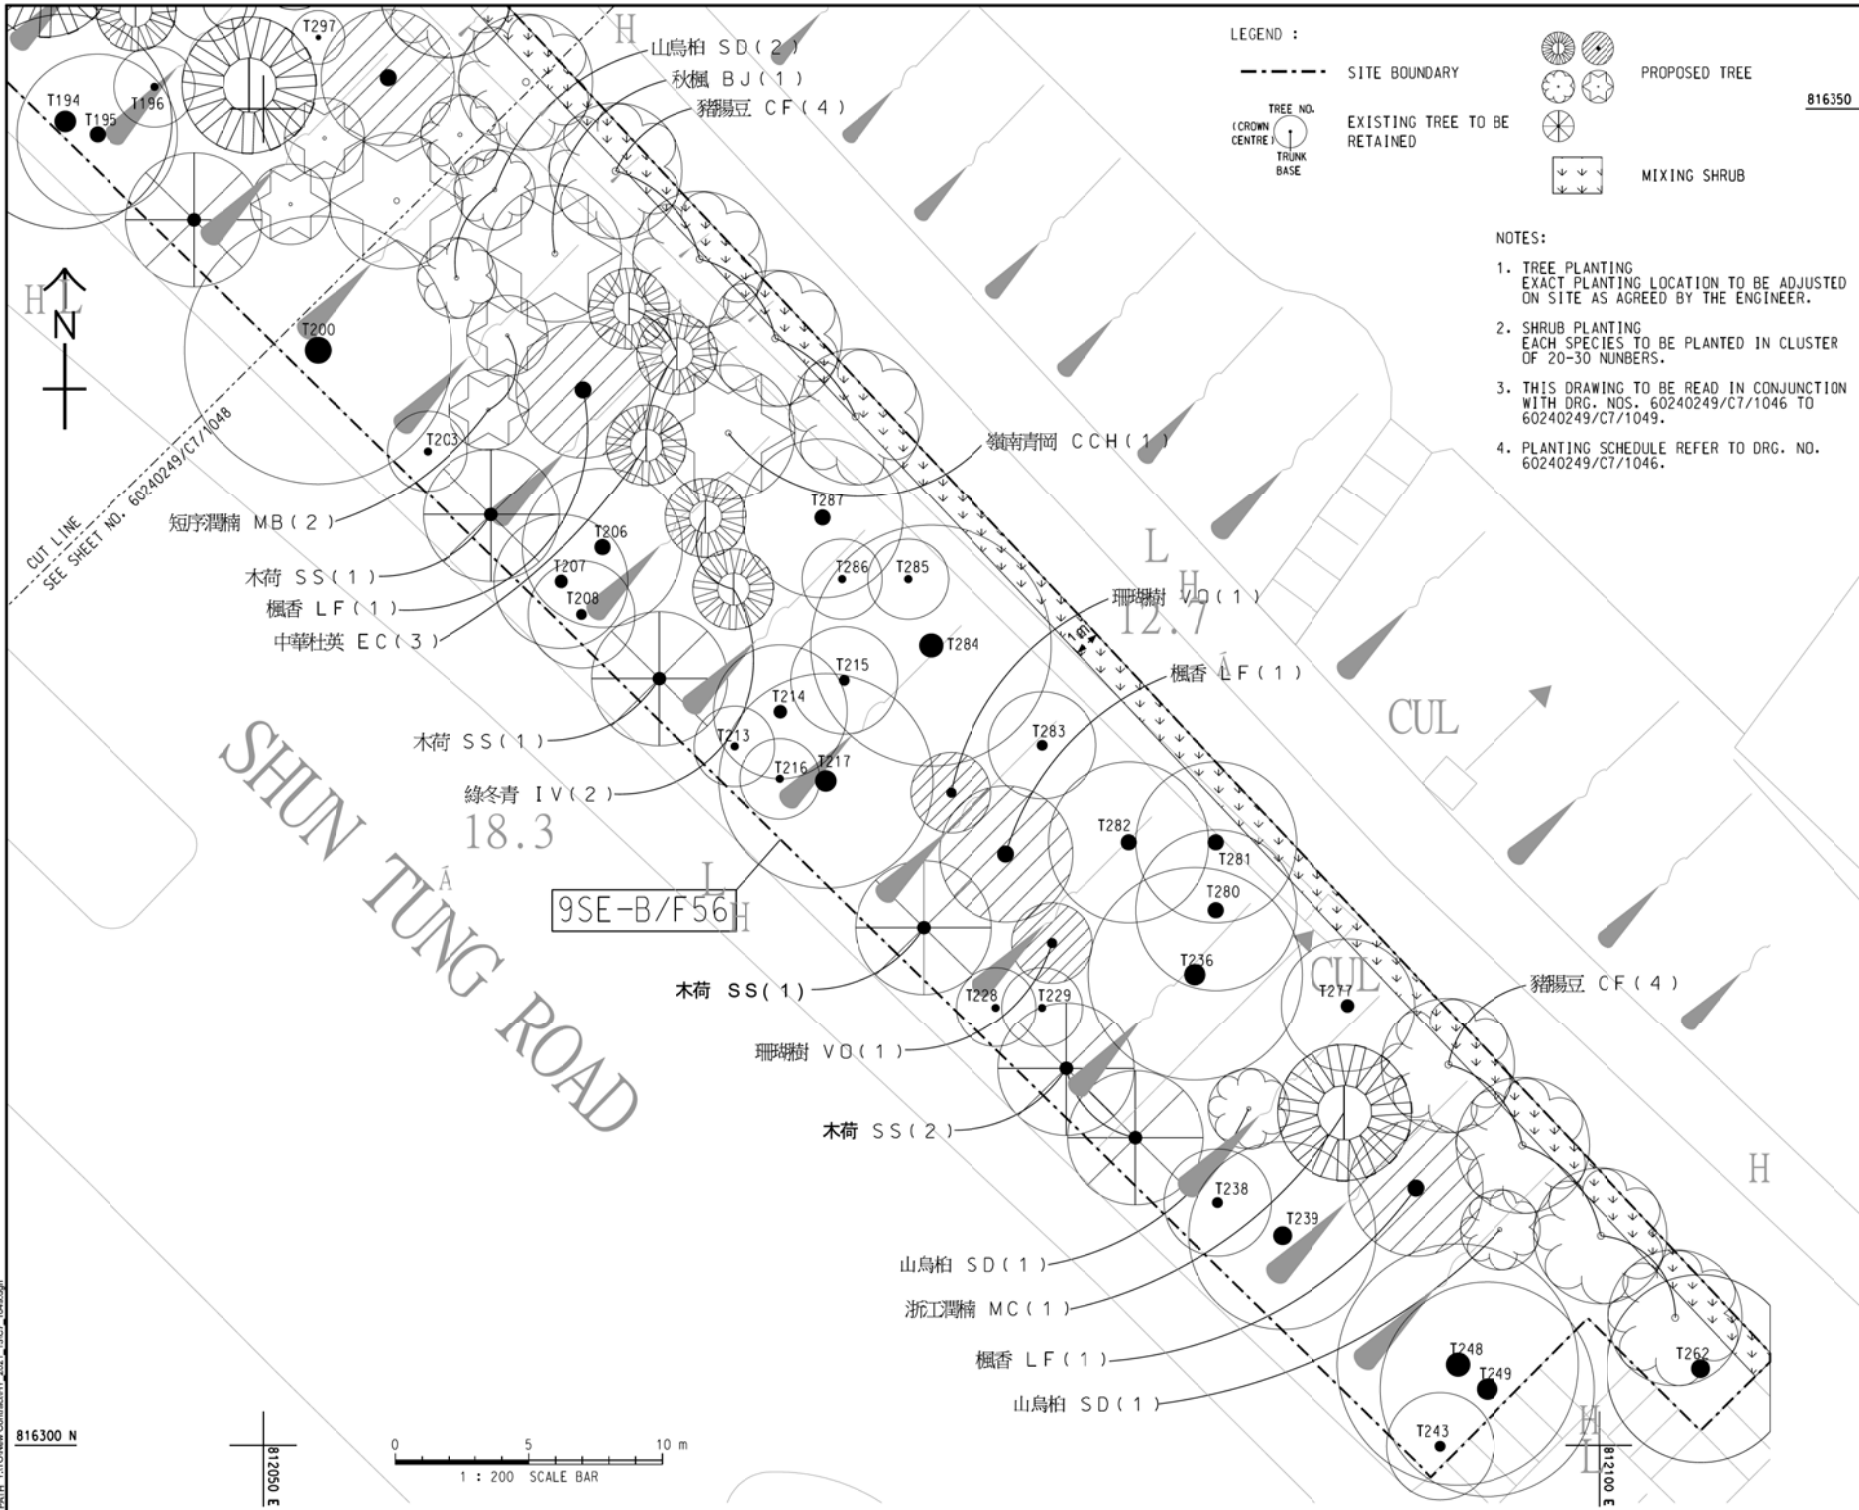 LEGEND :
SITE BOUNDARY
PROPOSED TREE
TREE NO.
(CROWN
CENTRE)
TRUNK
BASE
EXISTING TREE TO BE
RETAINED
MIXING SHRUB
816350
NOTES:
1. TREE PLANTING
EXACT PLANTING LOCATION TO BE ADJUSTED
ON SITE AS AGREED BY THE ENGINEER.
2. SHRUB PLANTING
EACH SPECIES TO BE PLANTED IN CLUSTER
OF 20-30 NUNBERS.
3. THIS DRAWING TO BE READ IN CONJUNCTION
WITH DRG. NOS. 60240249/C7/1046 TO
60240249/C7/1049.
4. PLANTING SCHEDULE REFER TO DRG. NO.
60240249/C7/1046.
T297
H
山烏桕 SD(2)
秋楓 BJ(1)
豬腸豆 CF(4)
T194
T195
T196
H L
N
T200
T203
CUT LINE
SEE SHEET NO. 60240249/C7/1048
嶺南青岡 CCH(1)
短序潤楠 MB(2)
木荷 SS(1)
楓香 LF(1)
中華杜英 EC(3)
T206
T207
T208
T287
T286
T285
L
H
12.7
珊瑚樹 VO(1)
T284
T215
T214
楓香 LF(1)
木荷 SS(1)
T213
T216
T217
T283
CUL
綠冬青 IV(2)
18.3
SHUN TUNG ROAD
L
H
9SE-B/F56
T282
T281
T280
T236
CUL
T277
木荷 SS(1)
T228
T229
豬腸豆 CF(4)
珊瑚樹 VO(1)
木荷 SS(2)
H
T238
T239
山烏桕 SD(1)
浙江潤楠 MC(1)
楓香 LF(1)
山烏桕 SD(1)
T248
T249
T262
T243
H
L
816300 N
812050 E
812100 E
0 5 10 m
1 : 200 SCALE BAR